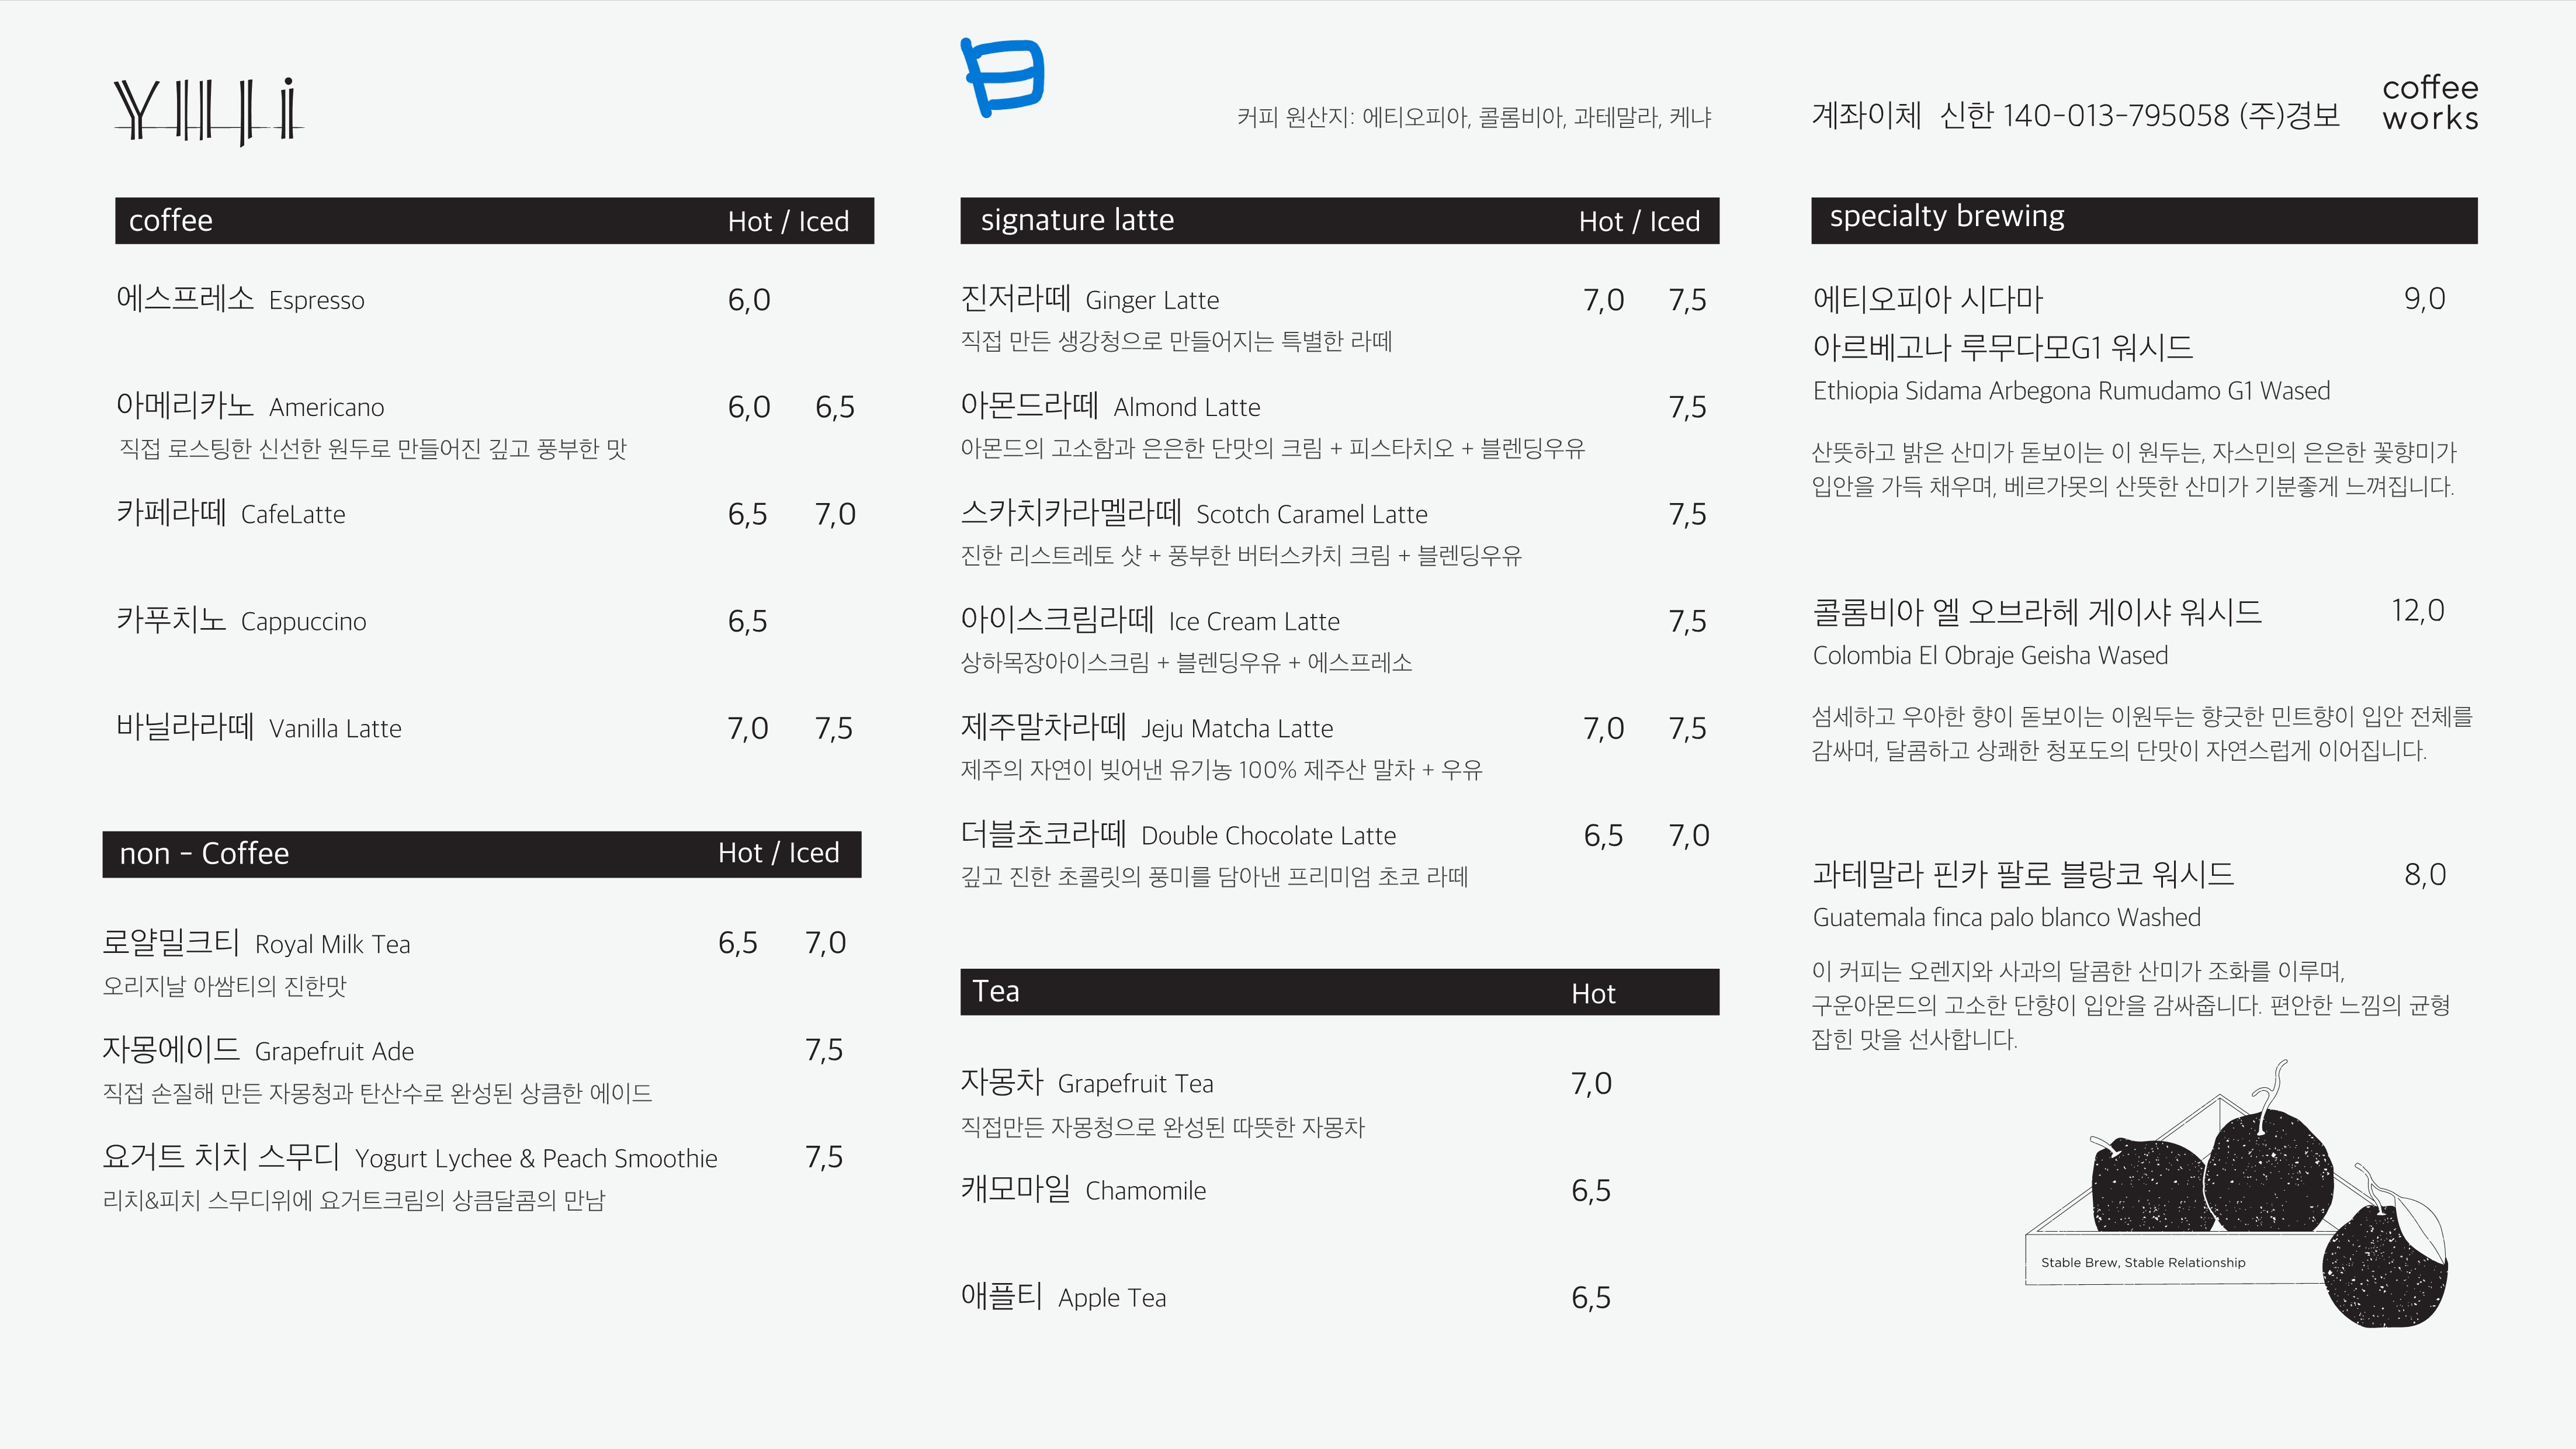 커피 원산지: 에티오피아, 콜롬비아, 과테말라, 케냐
계좌이체 신한 140-013-795058 (주)경보
coffee
works
coffee Hot / Iced
에스프레소 Espresso 6,0
아메리카노 Americano 6,0 6,5
직접 로스팅한 신선한 원두로 만들어진 깊고 풍부한 맛
카페라떼 CafeLatte 6,5 7,0
카푸치노 Cappuccino 6,5
바닐라라떼 Vanilla Latte 7,0 7,5
non - Coffee Hot / Iced
로얄밀크티 Royal Milk Tea 6,5 7,0
오리지날 아쌈티의 진한맛
자몽에이드 Grapefruit Ade 7,5
직접 손질해 만든 자몽청과 탄산수로 완성된 상큼한 에이드
요거트 치치 스무디 Yogurt Lychee & Peach Smoothie 7,5
리치&피치 스무디위에 요거트크림의 상큼달콤의 만남
signature latte Hot / Iced
진저라떼 Ginger Latte 7,0 7,5
직접 만든 생강청으로 만들어지는 특별한 라떼
아몬드라떼 Almond Latte 7,5
아몬드의 고소함과 은은한 단맛의 크림 + 피스타치오 + 블렌딩우유
스카치카라멜라떼 Scotch Caramel Latte 7,5
진한 리스트레토 샷 + 풍부한 버터스카치 크림 + 블렌딩우유
아이스크림라떼 Ice Cream Latte 7,5
상하목장아이스크림 + 블렌딩우유 + 에스프레소
제주말차라떼 Jeju Matcha Latte 7,0 7,5
제주의 자연이 빚어낸 유기농 100% 제주산 말차 + 우유
더블초코라떼 Double Chocolate Latte 6,5 7,0
깊고 진한 초콜릿의 풍미를 담아낸 프리미엄 초코 라떼
Tea Hot
자몽차 Grapefruit Tea 7,0
직접만든 자몽청으로 완성된 따뜻한 자몽차
캐모마일 Chamomile 6,5
애플티 Apple Tea 6,5
specialty brewing
에티오피아 시다마 9,0
아르베고나 루무다모G1 워시드
Ethiopia Sidama Arbegona Rumudamo G1 Wased
산뜻하고 밝은 산미가 돋보이는 이 원두는, 자스민의 은은한 꽃향미가
입안을 가득 채우며, 베르가못의 산뜻한 산미가 기분좋게 느껴집니다.
콜롬비아 엘 오브라헤 게이샤 워시드 12,0
Colombia El Obraje Geisha Wased
섬세하고 우아한 향이 돋보이는 이원두는 향긋한 민트향이 입안 전체를
감싸며, 달콤하고 상쾌한 청포도의 단맛이 자연스럽게 이어집니다.
과테말라 핀카 팔로 블랑코 워시드 8,0
Guatemala finca palo blanco Washed
이 커피는 오렌지와 사과의 달콤한 산미가 조화를 이루며,
구운아몬드의 고소한 단향이 입안을 감싸줍니다. 편안한 느낌의 균형
잡힌 맛을 선사합니다.
Stable Brew, Stable Relationship